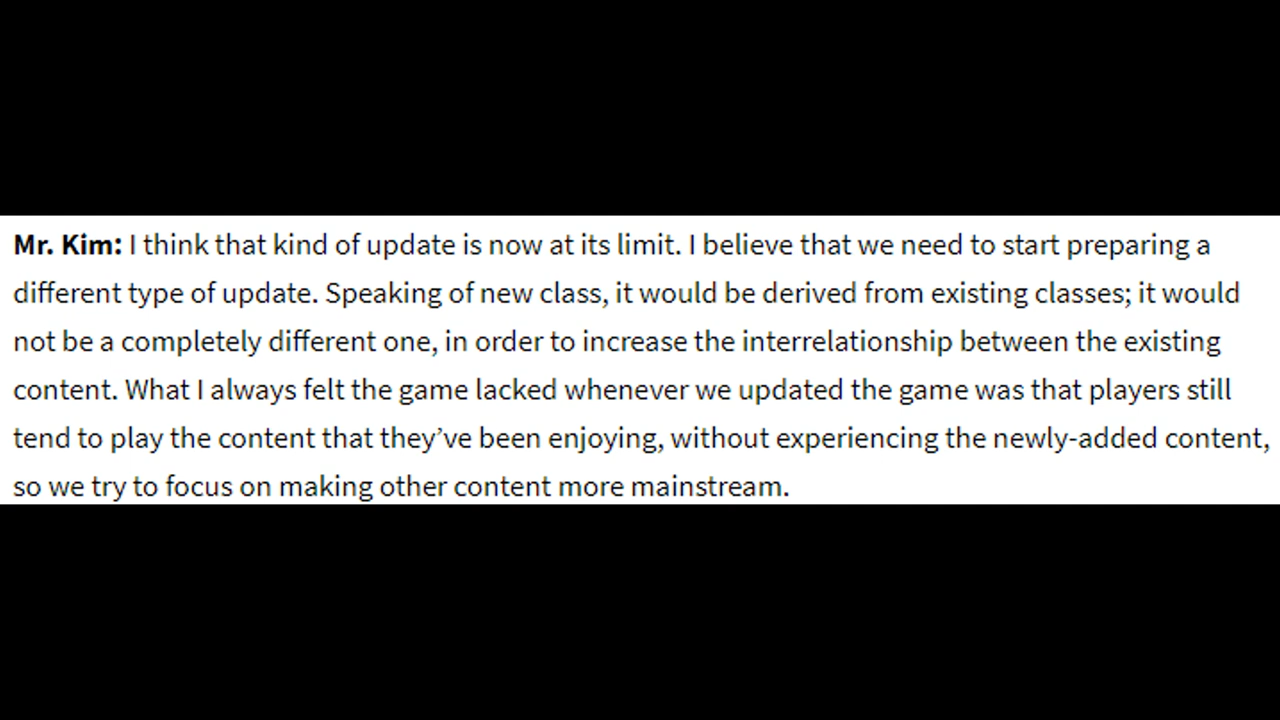 Mr. Kim: I think that kind of update is now at its limit. I believe that we need to start preparing a
different type of update. Speaking of new class, it would be derived from existing classes; it would
not be a completely different one, in order to increase the interrelationship between the existing
content. What I always felt the game lacked whenever we updated the game was that players still
tend to play the content that they’ve been enjoying, without experiencing the newly-added content,
so we try to focus on making other content more mainstream.